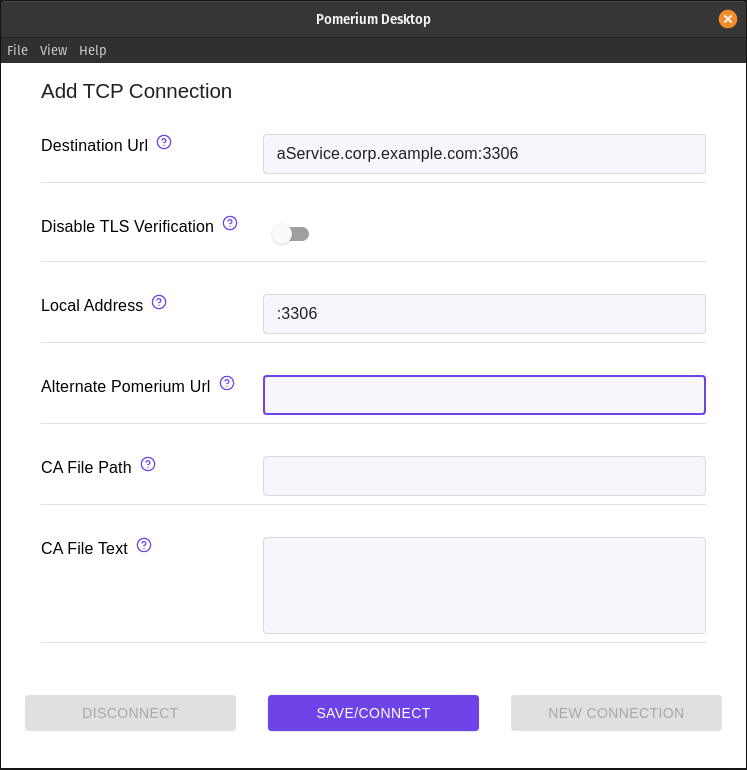 Pomerium Desktop
File View Help
Add TCP Connection
Destination Url ?
aService.corp.example.com:3306
Disable TLS Verification ?
Local Address ?
:3306
Alternate Pomerium Url ?
CA File Path ?
CA File Text ?
DISCONNECT SAVE/CONNECT NEW CONNECTION